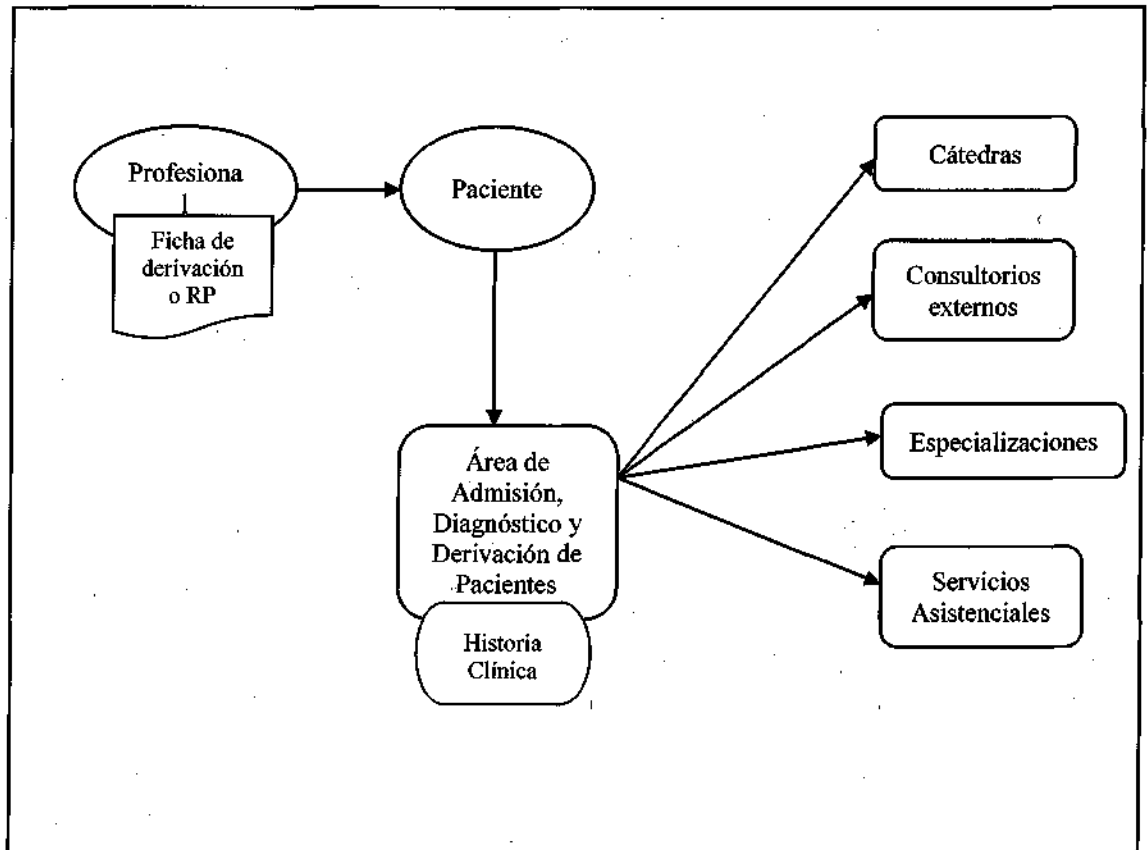 Profesiona
l
Ficha de
derivación
o RP
Paciente
Área de
Admisión,
Diagnóstico y
Derivación de
Pacientes
Historia
Clínica
Cátedras
Consultorios
externos
Especializaciones
Servicios
Asistenciales